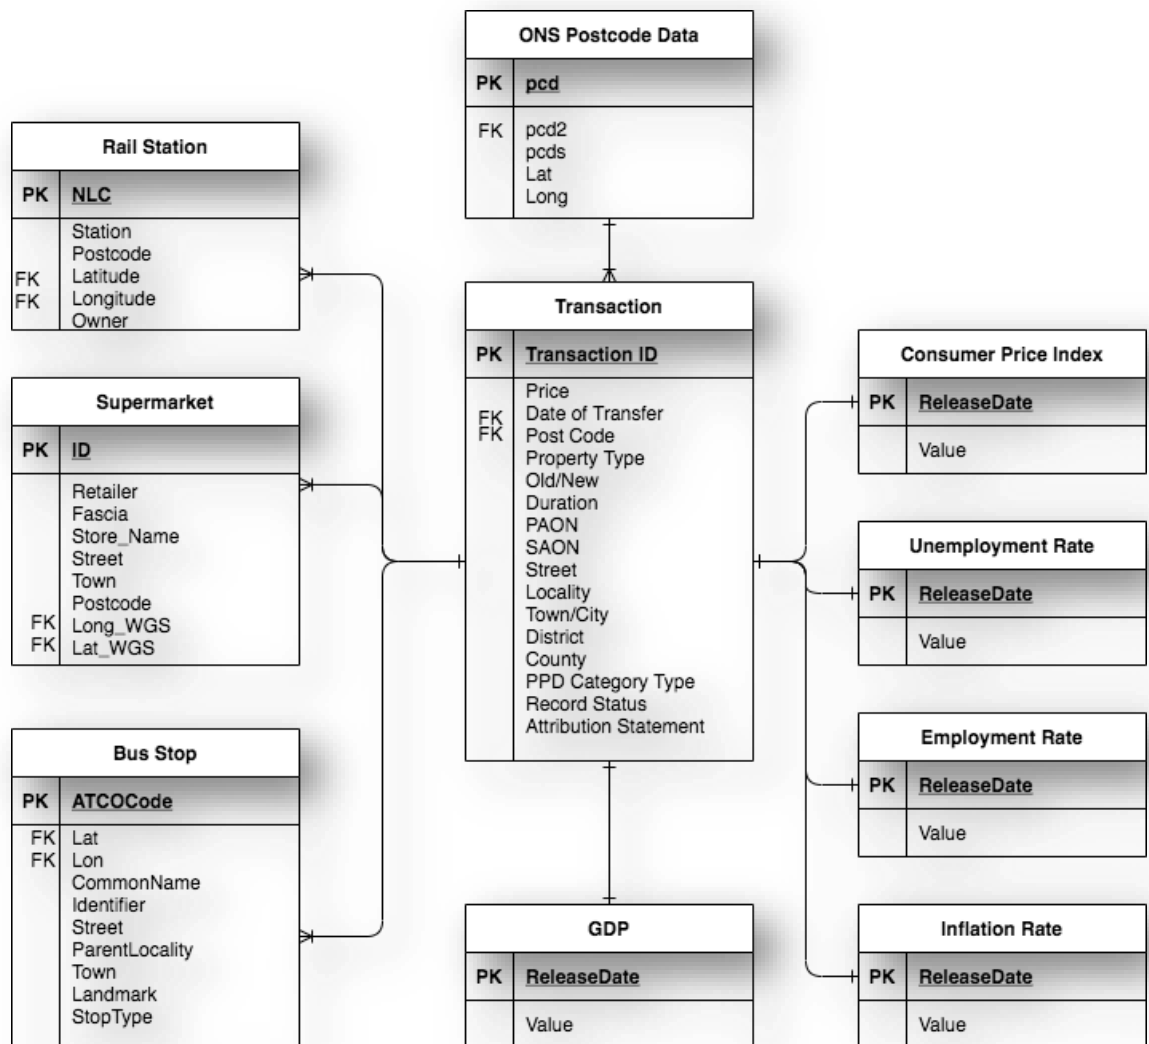 ONS Postcode Data
PK pcd
FK pcd2
pcds
Lat
Long
Rail Station
PK NLC
Station
Postcode
FK Latitude
FK Longitude
Owner
Supermarket
PK ID
Retailer
Fascia
Store_Name
Street
Town
Postcode
FK Long_WGS
FK Lat_WGS
Bus Stop
PK ATCOCode
FK Lat
FK Lon
CommonName
Identifier
Street
ParentLocality
Town
Landmark
StopType
Transaction
PK Transaction ID
Price
FK Date of Transfer
FK Post Code
Property Type
Old/New
Duration
PAON
SAON
Street
Locality
Town/City
District
County
PPD Category Type
Record Status
Attribution Statement
GDP
PK ReleaseDate
Value
Consumer Price Index
PK ReleaseDate
Value
Unemployment Rate
PK ReleaseDate
Value
Employment Rate
PK ReleaseDate
Value
Inflation Rate
PK ReleaseDate
Value